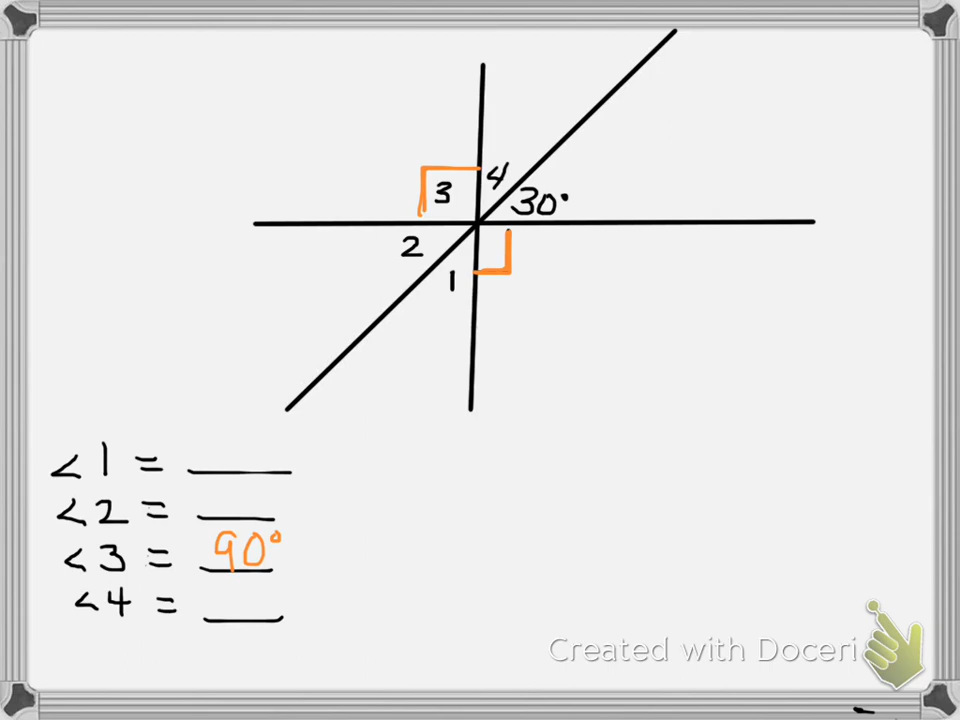 4
3 30°
2
1
<1 = ____
<2 = ____
<3 = 90°
<4 = ____
Created with Doceri